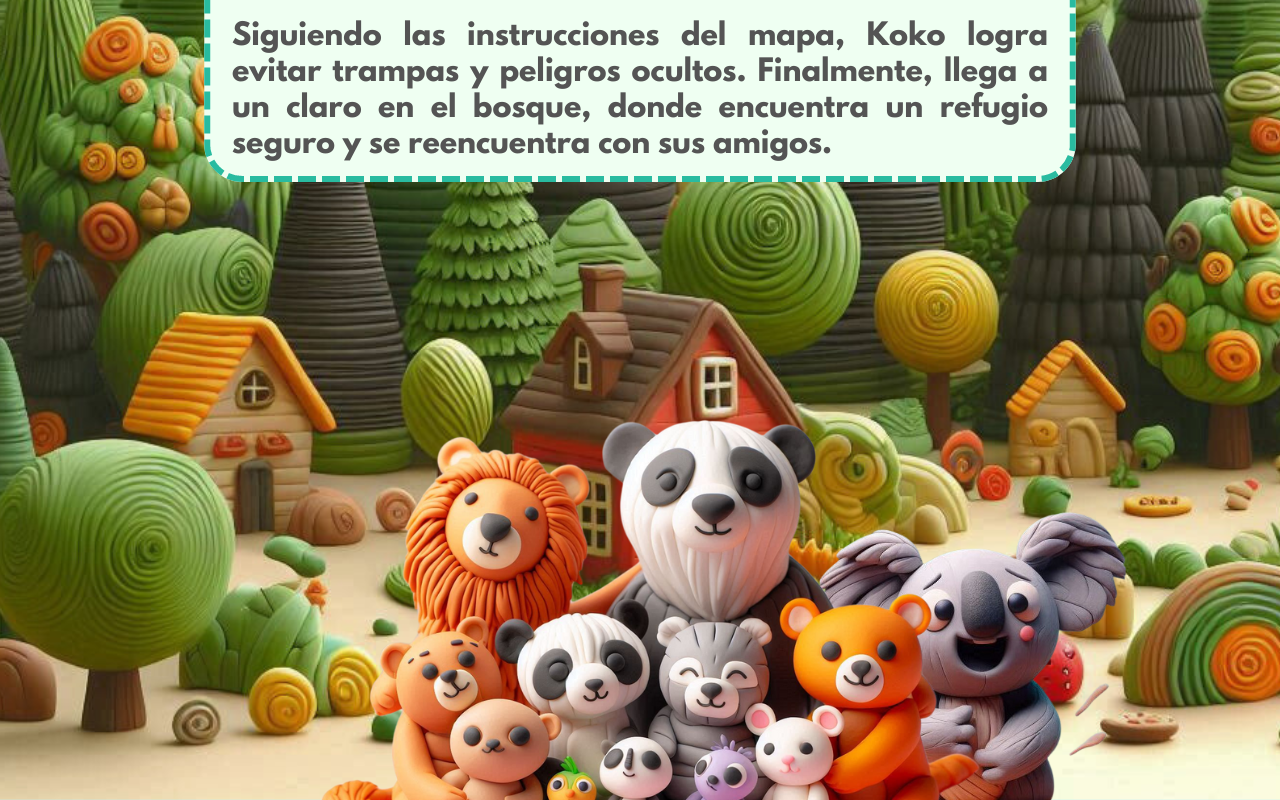 Siguiendo las instrucciones del mapa, Koko logra
evitar trampas y peligros ocultos. Finalmente, llega a
un claro en el bosque, donde encuentra un refugio
seguro y se reencuentra con sus amigos.